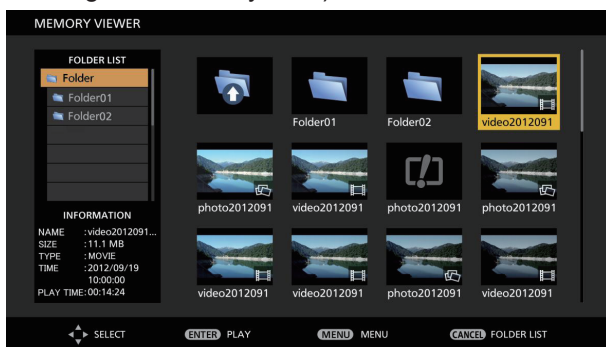 MEMORY VIEWER
FOLDER LIST
Folder
Folder01
Folder02
INFORMATION
NAME :video2012091...
SIZE :11.1 MB
TYPE :MOVIE
TIME :2012/09/19
10:00:00
PLAY TIME:00:14:24
Folder01 Folder02 video2012091
photo2012091 video2012091 photo2012091 photo2012091
video2012091 video2012091 photo2012091 video2012091
SELECT ENTER PLAY MENU MENU CANCEL FOLDER LIST